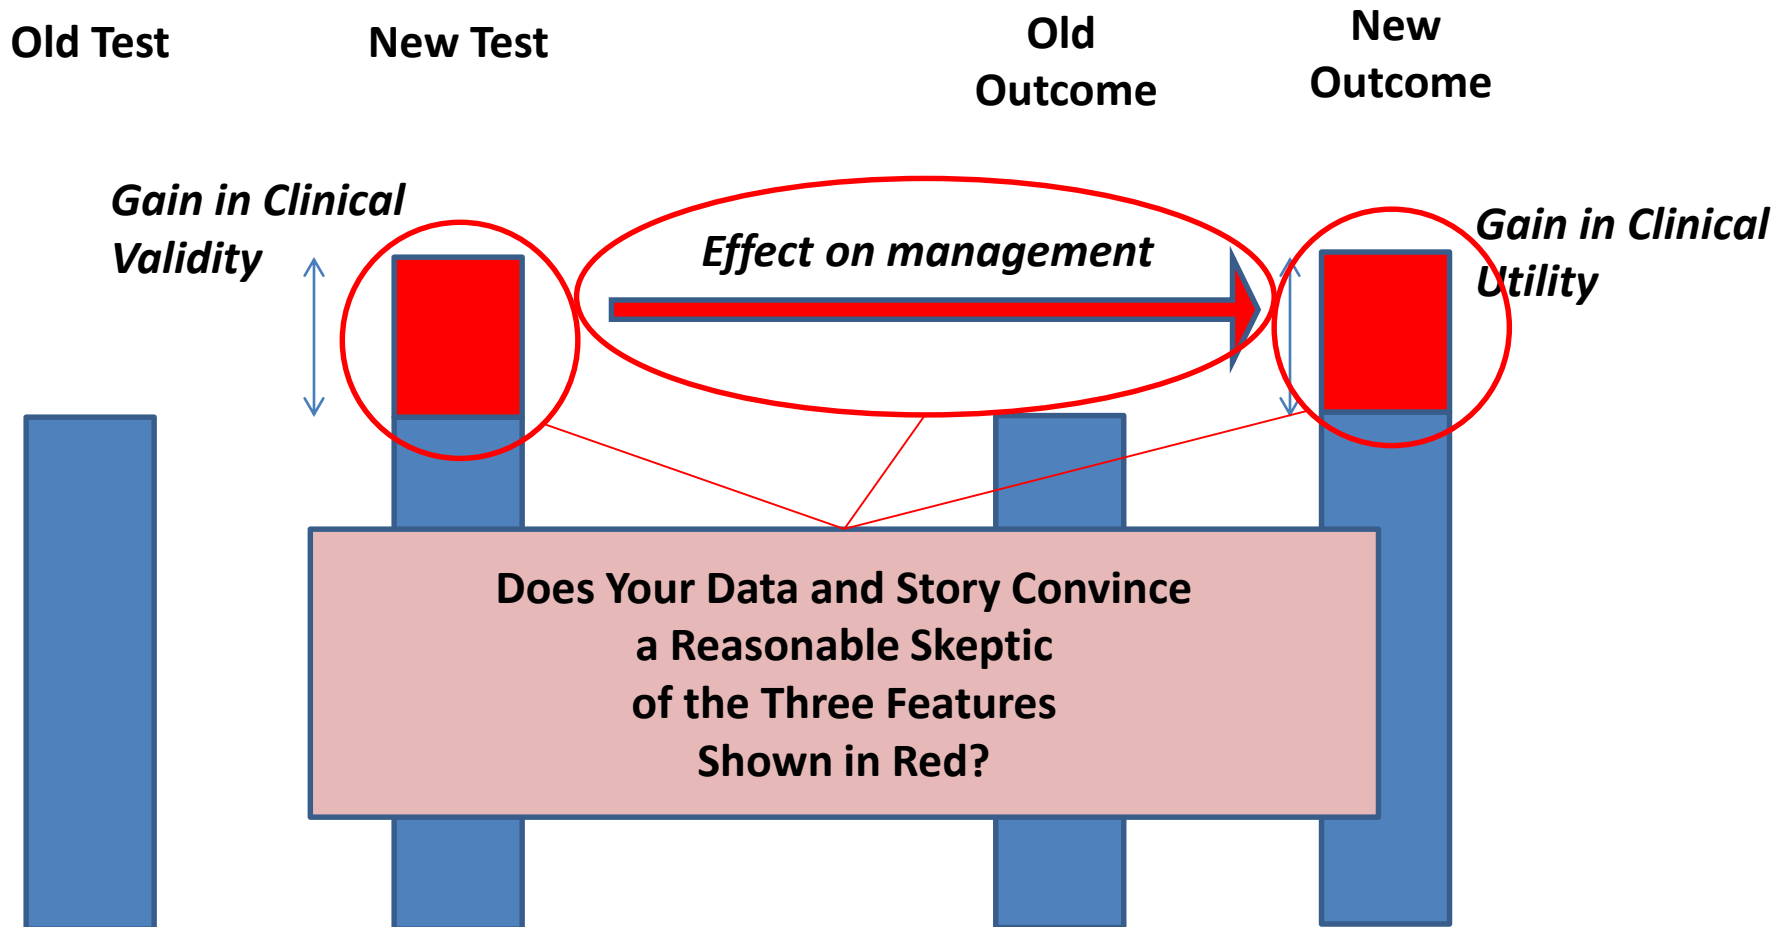 Old Test
New Test
Old
Outcome
New
Outcome
Gain in Clinical
Validity
Effect on management
Gain in Clinical
Utility
Does Your Data and Story Convince
a Reasonable Skeptic
of the Three Features
Shown in Red?